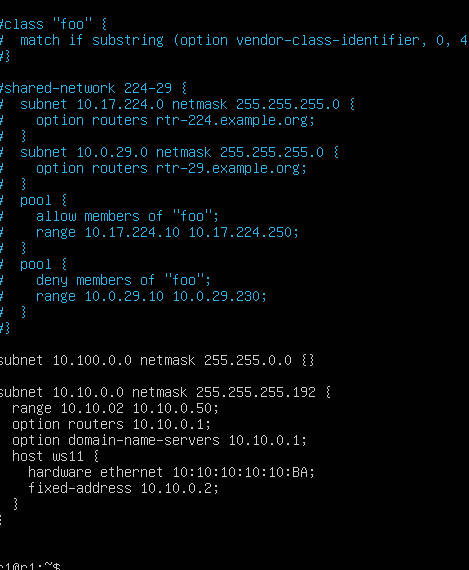 #class "foo" {
#  match if substring (option vendor-class-identifier, 0, 4
#}
#shared-network 224-29 {
#  subnet 10.17.224.0 netmask 255.255.255.0 {
#    option routers rtr-224.example.org;
#  }
#  subnet 10.0.29.0 netmask 255.255.255.0 {
#    option routers rtr-29.example.org;
#  }
#  pool {
#    allow members of "foo";
#    range 10.17.224.10 10.17.224.250;
#  }
#  pool {
#    deny members of "foo";
#    range 10.0.29.10 10.0.29.230;
#  }
#}
subnet 10.100.0.0 netmask 255.255.0.0 {}
subnet 10.10.0.0 netmask 255.255.255.192 {
  range 10.10.02 10.10.0.50;
  option routers 10.10.0.1;
  option domain-name-servers 10.10.0.1;
  host ws11 {
    hardware ethernet 10:10:10:10:10:BA;
    fixed-address 10.10.0.2;
  }
}
r1@r1:~$